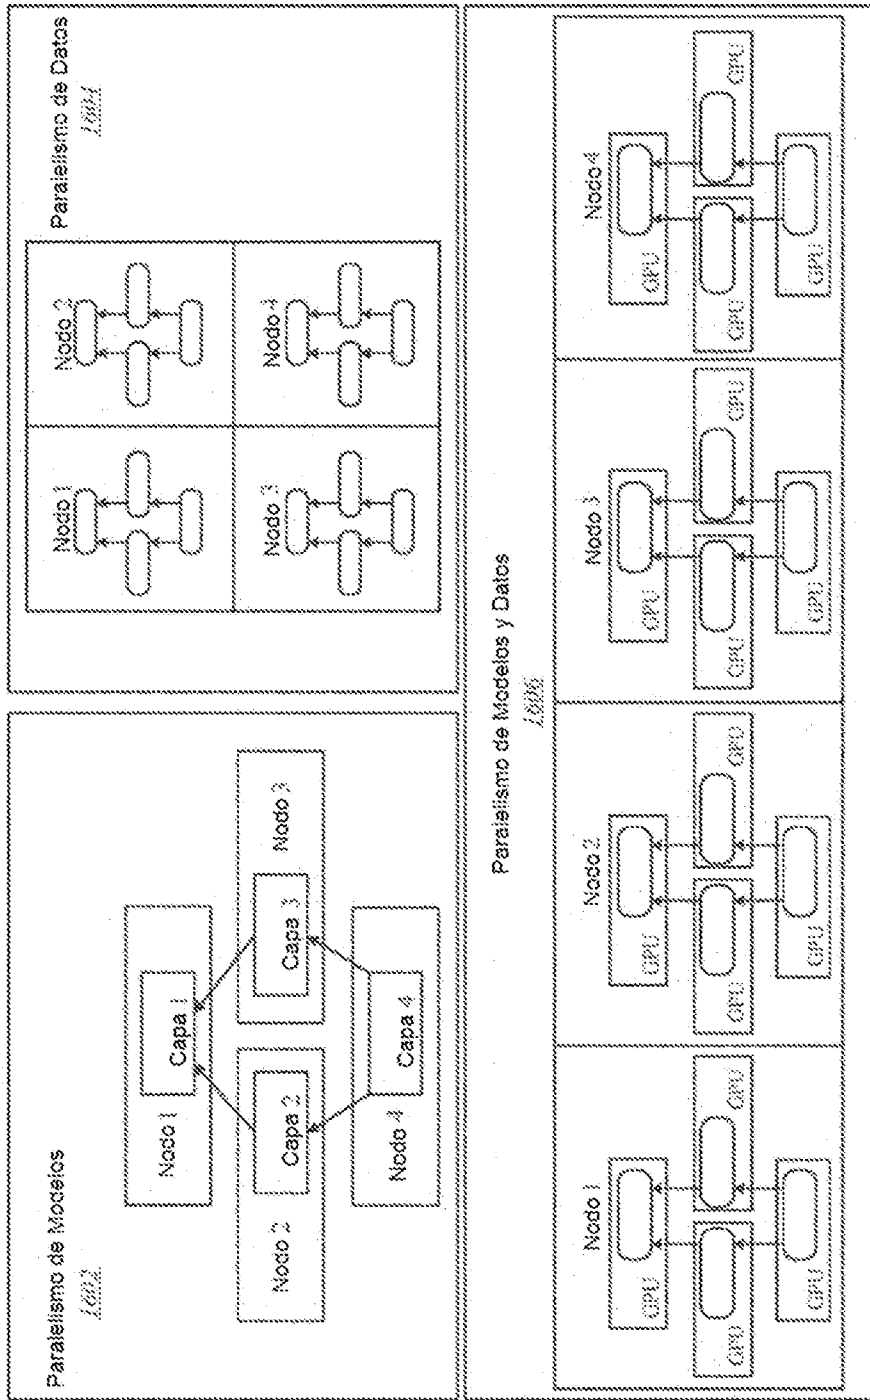 Paralelismo de Modelos
1602
Nodo 1
Capa 1
Nodo 2
Capa 2
Capa 3
Nodo 3
Nodo 4
Capa 4
Paralelismo de Datos
1604
Nodo 1
Nodo 2
Nodo 3
Nodo 4
Paralelismo de Modelos y Datos
1606
Nodo 1
GPU
GPU
GPU
GPU
Nodo 2
GPU
GPU
GPU
GPU
Nodo 3
GPU
GPU
GPU
GPU
Nodo 4
GPU
GPU
GPU
GPU